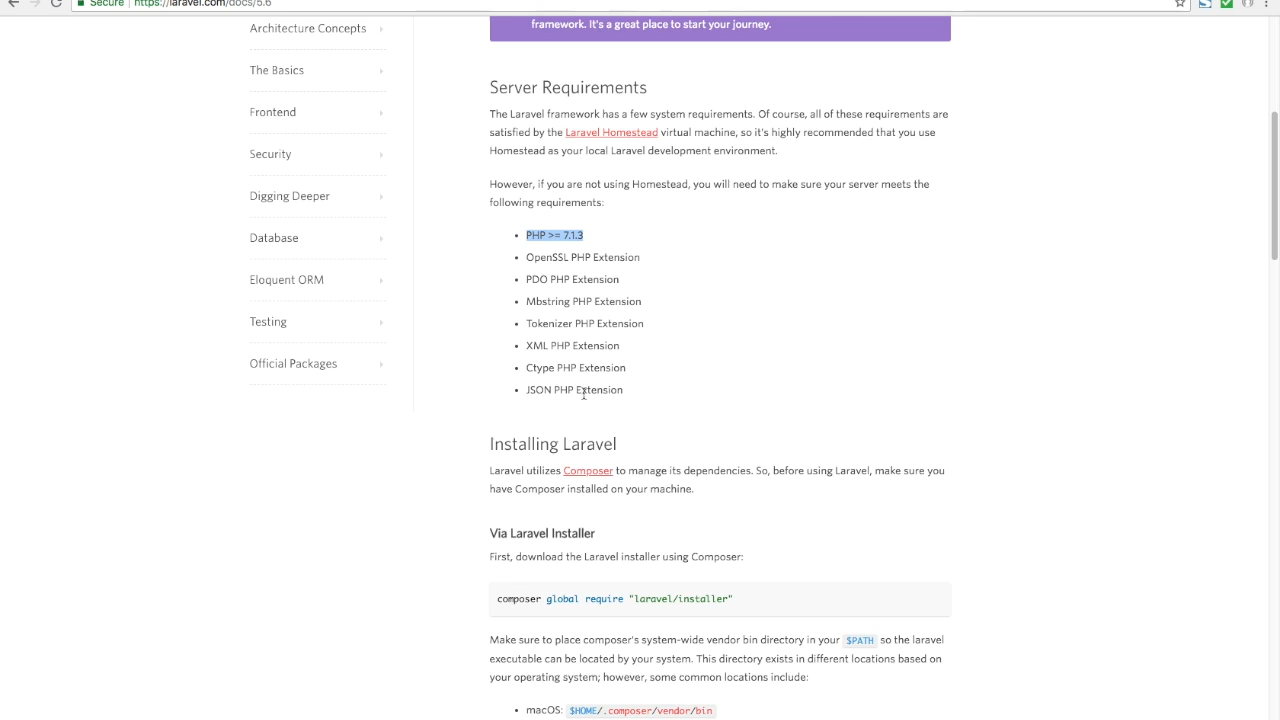 Secure https://laravel.com/docs/5.6
framework. It's a great place to start your journey.
Architecture Concepts
The Basics
Frontend
Security
Digging Deeper
Database
Eloquent ORM
Testing
Official Packages
Server Requirements
The Laravel framework has a few system requirements. Of course, all of these requirements are
satisfied by the Laravel Homestead virtual machine, so it's highly recommended that you use
Homestead as your local Laravel development environment.
However, if you are not using Homestead, you will need to make sure your server meets the
following requirements:
• PHP >= 7.1.3
• OpenSSL PHP Extension
• PDO PHP Extension
• Mbstring PHP Extension
• Tokenizer PHP Extension
• XML PHP Extension
• Ctype PHP Extension
• JSON PHP Extension
Installing Laravel
Laravel utilizes Composer to manage its dependencies. So, before using Laravel, make sure you
have Composer installed on your machine.
Via Laravel Installer
First, download the Laravel installer using Composer:
composer global require "laravel/installer"
Make sure to place composer's system-wide vendor bin directory in your $PATH so the laravel
executable can be located by your system. This directory exists in different locations based on
your operating system; however, some common locations include:
• macOS: $HOME/.composer/vendor/bin